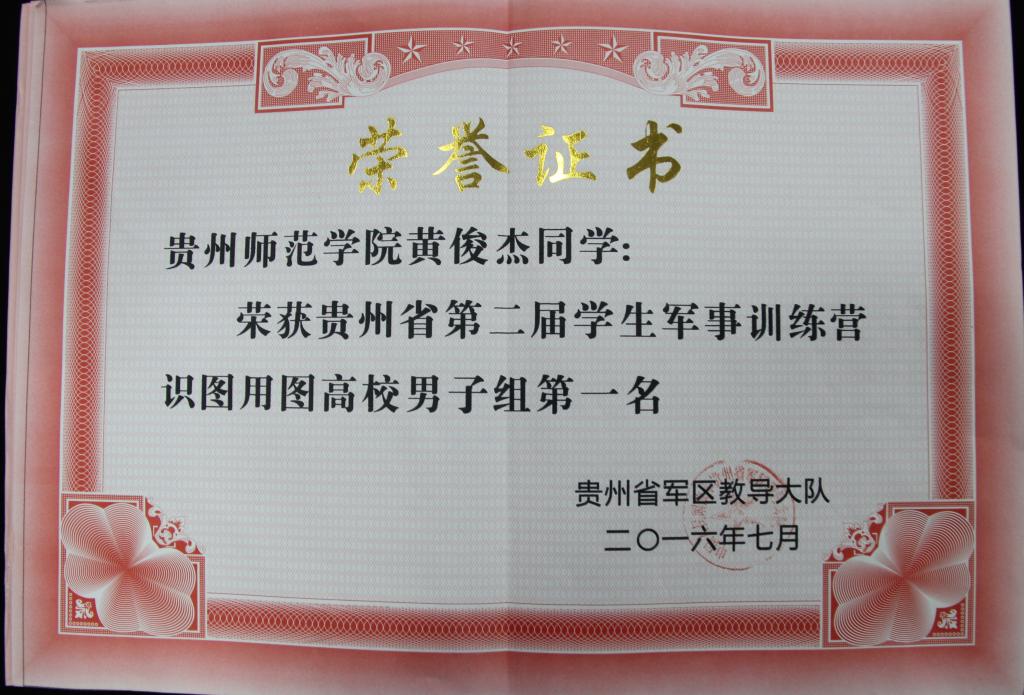 荣誉证书
贵州师范学院黄俊杰同学:
荣获贵州省第二届学生军事训练营
识图用图高校男子组第一名
贵州省军区教导大队
二〇一六年七月